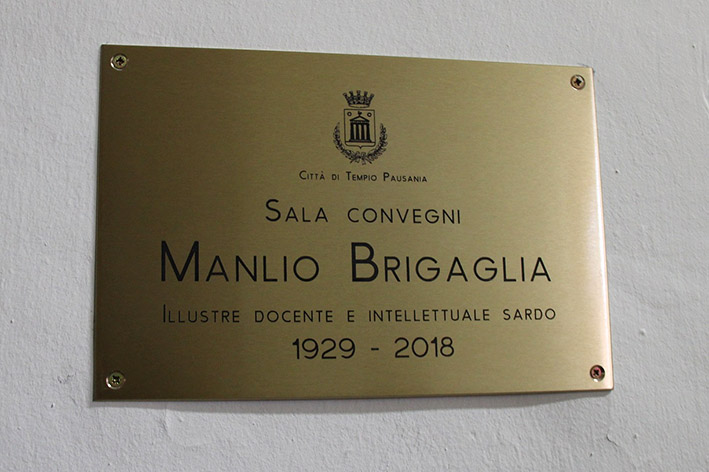 Città di Tempio Pausania
Sala convegni
Manlio Brigaglia
Illustre docente e intellettuale sardo
1929 - 2018